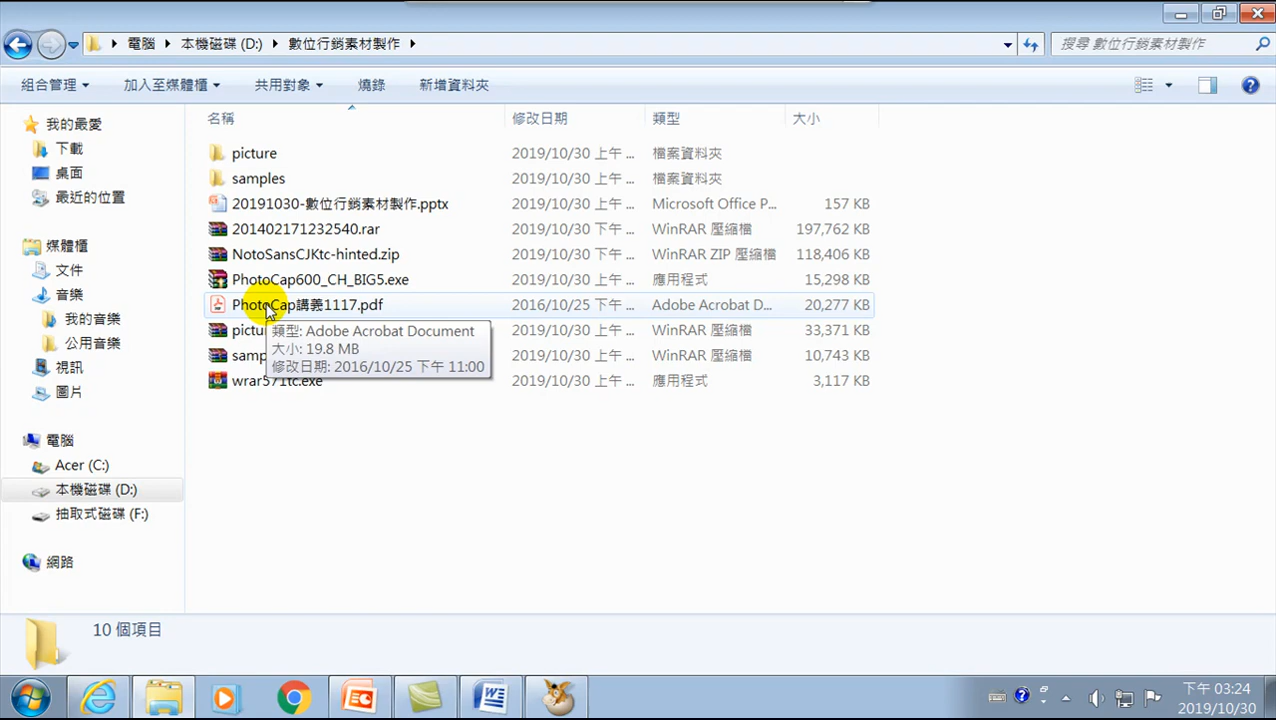 電腦 本機磁碟 (D:) 數位行銷素材製作
搜尋 數位行銷素材製作
組合管理 加入至媒體櫃 共用對象 燒錄 新增資料夾
我的最愛
下載
桌面
最近的位置
媒體櫃
文件
音樂
我的音樂
公用音樂
視訊
圖片
電腦
Acer (C:)
本機磁碟 (D:)
抽取式磁碟 (F:)
網路
名稱 修改日期 類型 大小
picture 2019/10/30 上午 ... 檔案資料夾
samples 2019/10/30 上午 ... 檔案資料夾
20191030-數位行銷素材製作.pptx 2019/10/30 下午 ... Microsoft Office P... 157 KB
201402171232540.rar 2019/10/30 上午 ... WinRAR 壓縮檔 197,762 KB
NotoSansCJKtc-hinted.zip 2019/10/30 下午 ... WinRAR ZIP 壓縮檔 118,406 KB
PhotoCap600_CH_BIG5.exe 2019/10/30 上午 ... 應用程式 15,298 KB
PhotoCap講義1117.pdf 2016/10/25 下午 ... Adobe Acrobat D... 20,277 KB
pictu 2019/10/30 上午 ... WinRAR 壓縮檔 33,371 KB
samp 2019/10/30 上午 ... WinRAR 壓縮檔 10,743 KB
wrar571tc.exe 2019/10/30 上午 ... 應用程式 3,117 KB
類型: Adobe Acrobat Document
大小: 19.8 MB
修改日期: 2016/10/25 下午 11:00
10 個項目
下午 03:24
2019/10/30